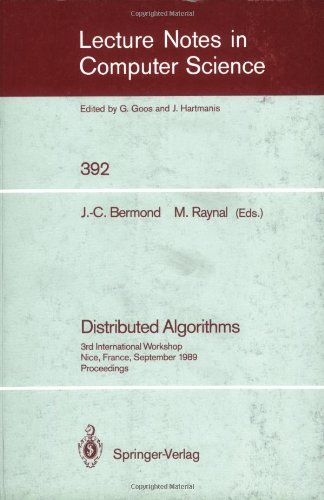 Lecture Notes in
Computer Science
Edited by G. Goos and J. Hartmanis
392
J.-C. Bermond M. Raynal (Eds.)
Distributed Algorithms
3rd International Workshop
Nice, France, September 1989
Proceedings
Springer-Verlag